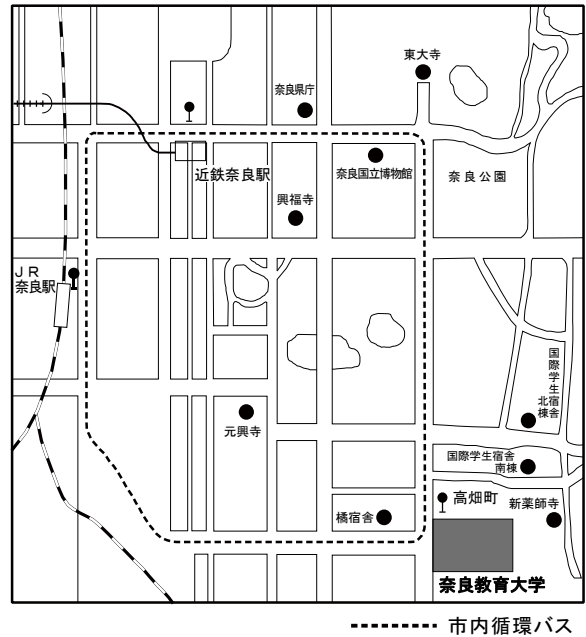 東大寺
奈良県庁
近鉄奈良駅
奈良国立博物館
奈良公園
興福寺
JR
奈良駅
国際学生
北宿
棟舎
元興寺
国際学生宿舎
南棟
高畑町
新薬師寺
橘宿舎
奈良教育大学
市内循環バス